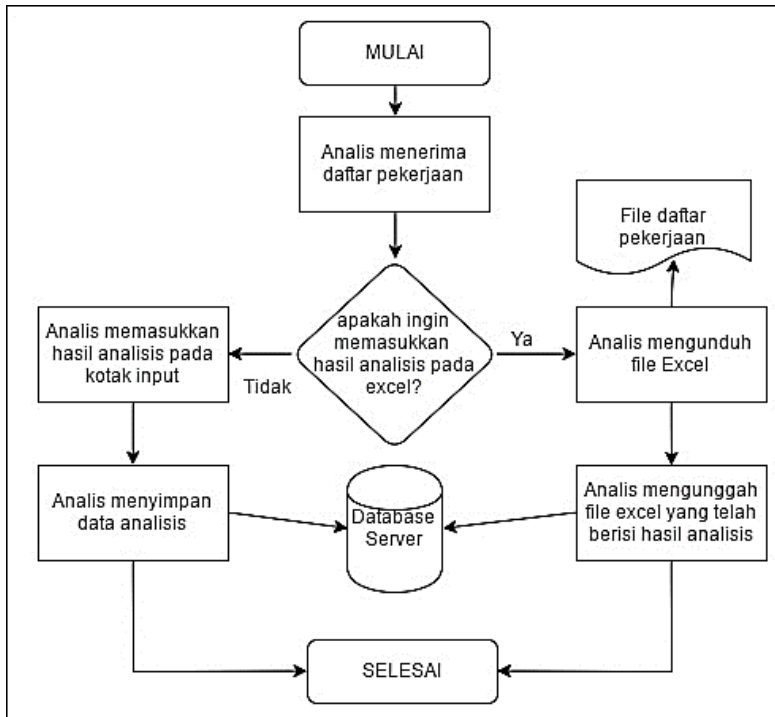 MULAI
Analis menerima
daftar pekerjaan
File daftar
pekerjaan
apakah ingin
memasukkan
hasil analisis pada
excel?
Ya
Tidak
Analis mengunduh
file Excel
Analis memasukkan
hasil analisis pada
kotak input
Analis menyimpan
data analisis
Database
Server
Analis mengunggah
file excel yang telah
berisi hasil analisis
SELESAI